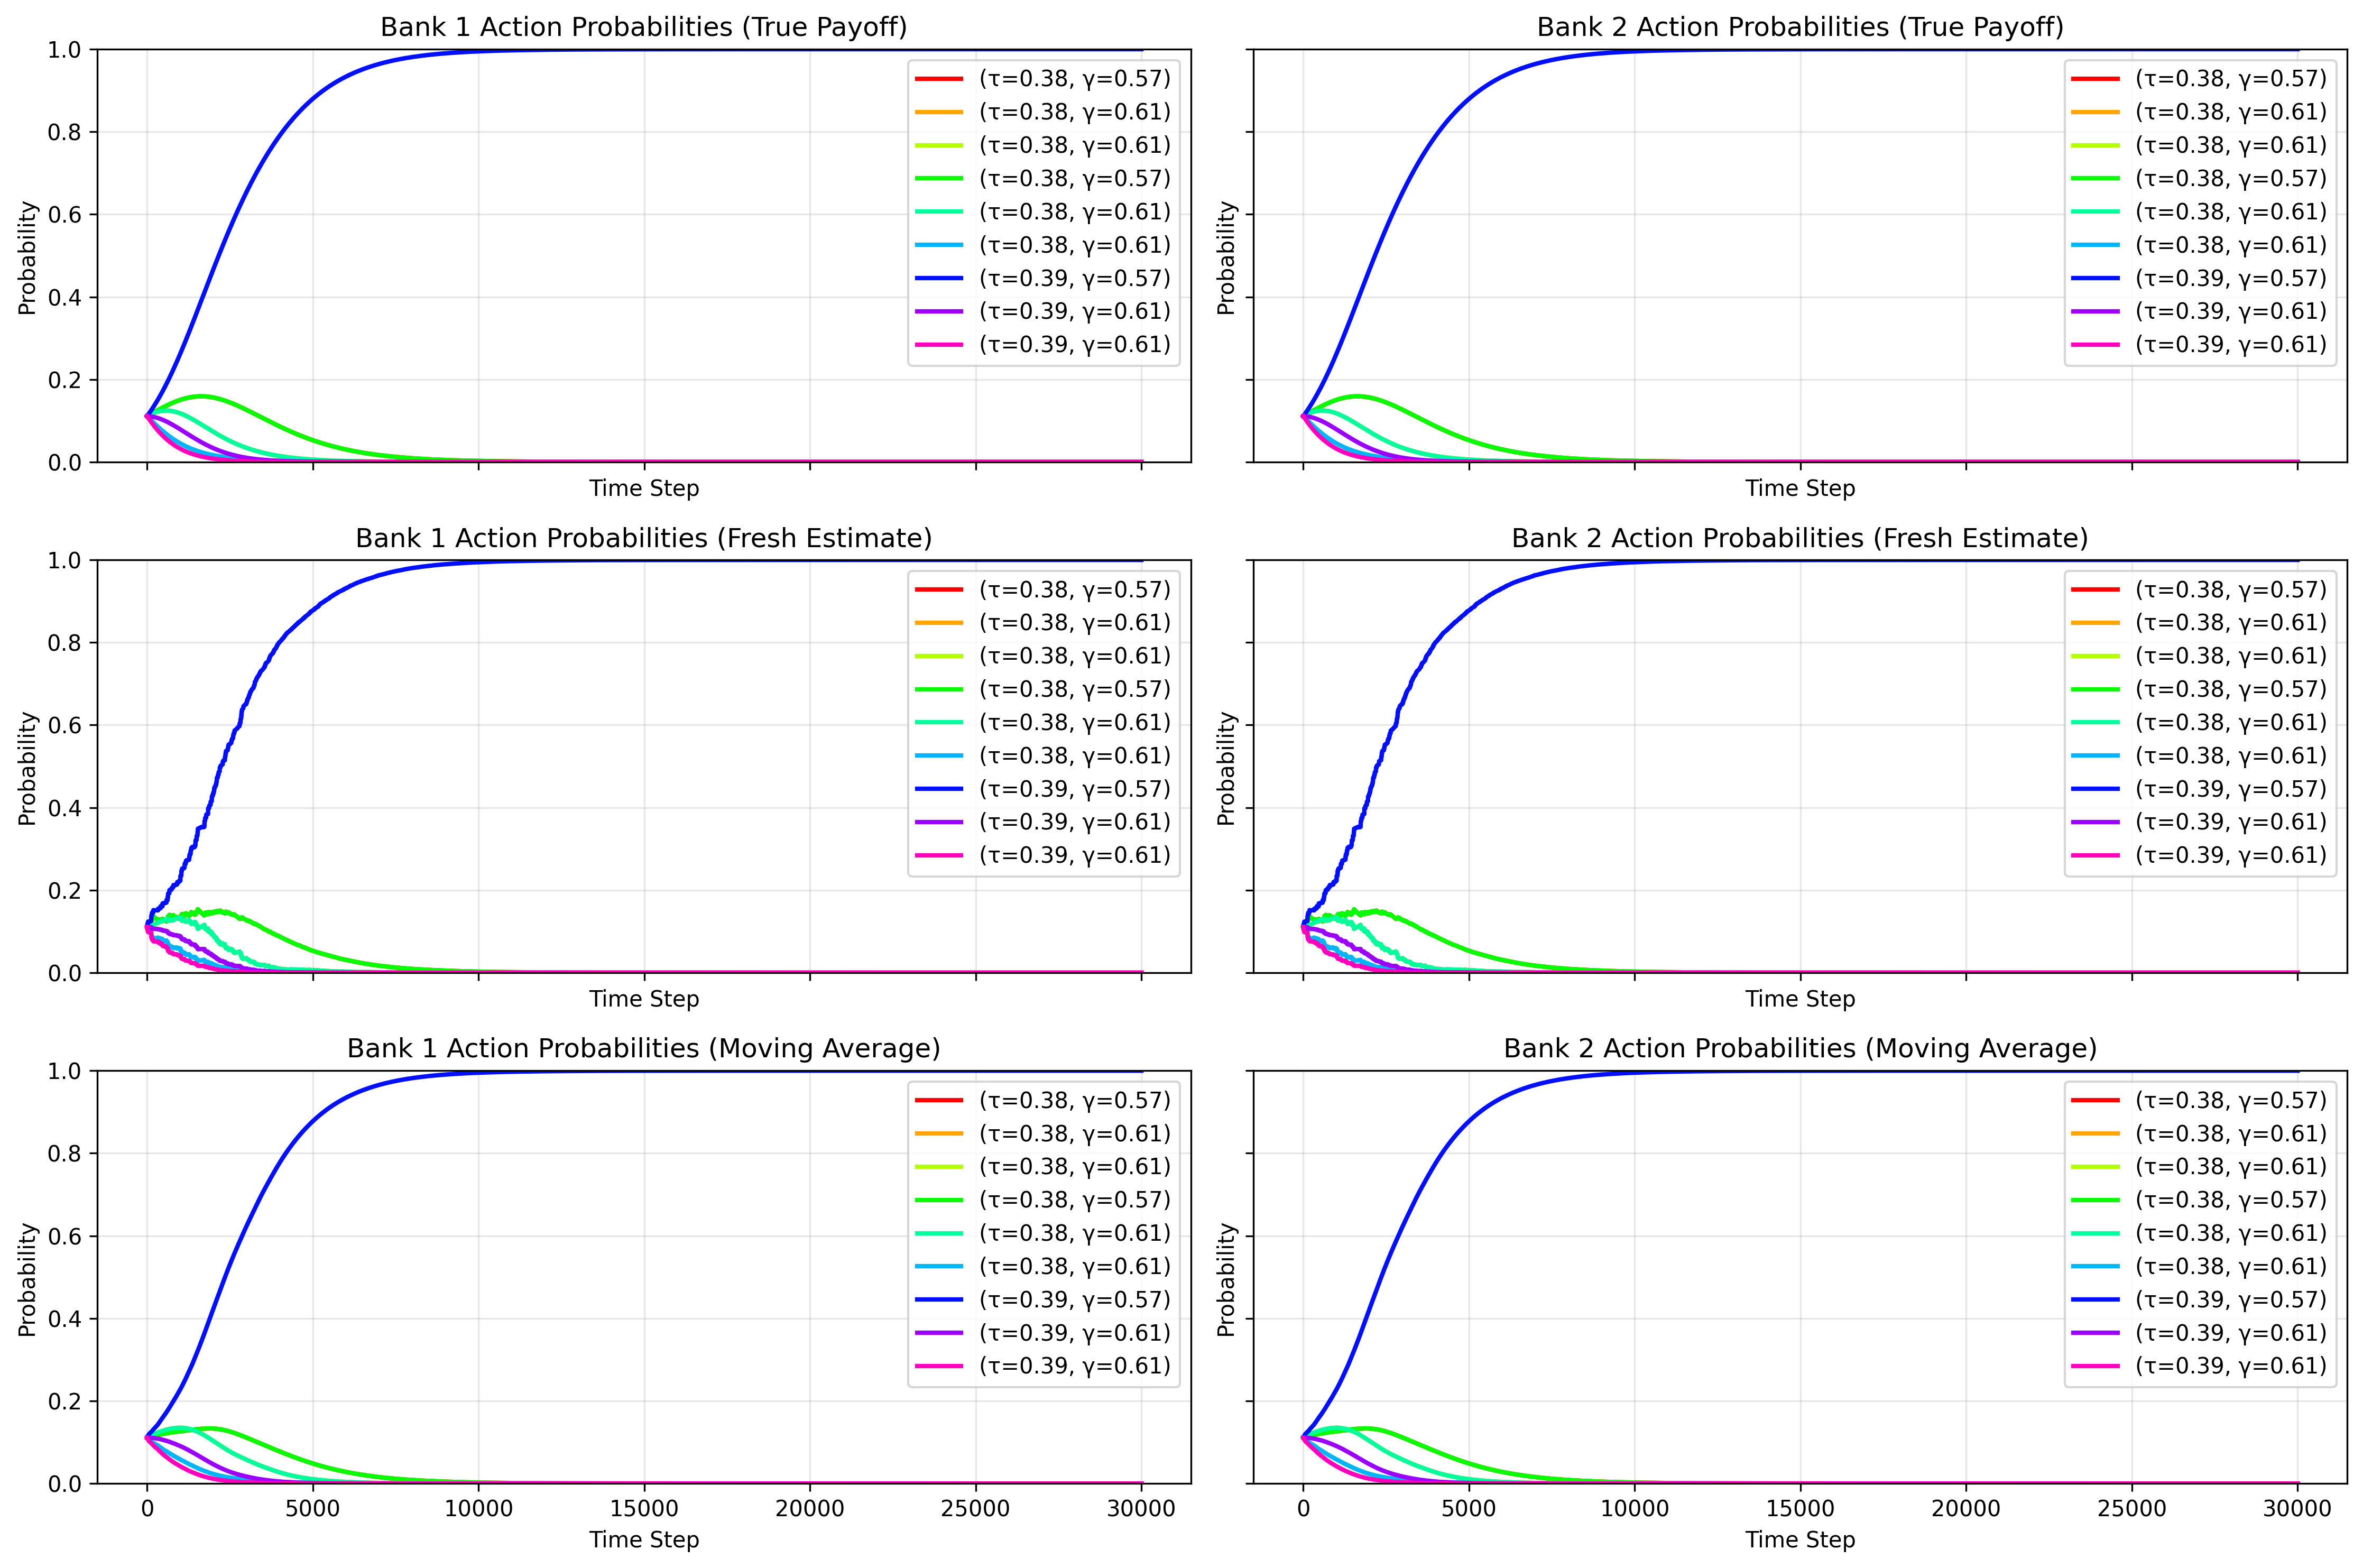 Bank 1 Action Probabilities (True Payoff)
Probability
1.0
0.8
0.6
0.4
0.2
0.0
(τ=0.38, γ=0.57)
(τ=0.38, γ=0.61)
(τ=0.38, γ=0.61)
(τ=0.38, γ=0.57)
(τ=0.38, γ=0.61)
(τ=0.38, γ=0.61)
(τ=0.39, γ=0.57)
(τ=0.39, γ=0.61)
(τ=0.39, γ=0.61)
Time Step
Bank 2 Action Probabilities (True Payoff)
Probability
(τ=0.38, γ=0.57)
(τ=0.38, γ=0.61)
(τ=0.38, γ=0.61)
(τ=0.38, γ=0.57)
(τ=0.38, γ=0.61)
(τ=0.38, γ=0.61)
(τ=0.39, γ=0.57)
(τ=0.39, γ=0.61)
(τ=0.39, γ=0.61)
Time Step
Bank 1 Action Probabilities (Fresh Estimate)
Probability
1.0
0.8
0.6
0.4
0.2
0.0
(τ=0.38, γ=0.57)
(τ=0.38, γ=0.61)
(τ=0.38, γ=0.61)
(τ=0.38, γ=0.57)
(τ=0.38, γ=0.61)
(τ=0.38, γ=0.61)
(τ=0.39, γ=0.57)
(τ=0.39, γ=0.61)
(τ=0.39, γ=0.61)
Time Step
Bank 2 Action Probabilities (Fresh Estimate)
Probability
(τ=0.38, γ=0.57)
(τ=0.38, γ=0.61)
(τ=0.38, γ=0.61)
(τ=0.38, γ=0.57)
(τ=0.38, γ=0.61)
(τ=0.38, γ=0.61)
(τ=0.39, γ=0.57)
(τ=0.39, γ=0.61)
(τ=0.39, γ=0.61)
Time Step
Bank 1 Action Probabilities (Moving Average)
Probability
1.0
0.8
0.6
0.4
0.2
0.0
(τ=0.38, γ=0.57)
(τ=0.38, γ=0.61)
(τ=0.38, γ=0.61)
(τ=0.38, γ=0.57)
(τ=0.38, γ=0.61)
(τ=0.38, γ=0.61)
(τ=0.39, γ=0.57)
(τ=0.39, γ=0.61)
(τ=0.39, γ=0.61)
0 5000 10000 15000 20000 25000 30000
Time Step
Bank 2 Action Probabilities (Moving Average)
Probability
(τ=0.38, γ=0.57)
(τ=0.38, γ=0.61)
(τ=0.38, γ=0.61)
(τ=0.38, γ=0.57)
(τ=0.38, γ=0.61)
(τ=0.38, γ=0.61)
(τ=0.39, γ=0.57)
(τ=0.39, γ=0.61)
(τ=0.39, γ=0.61)
0 5000 10000 15000 20000 25000 30000
Time Step